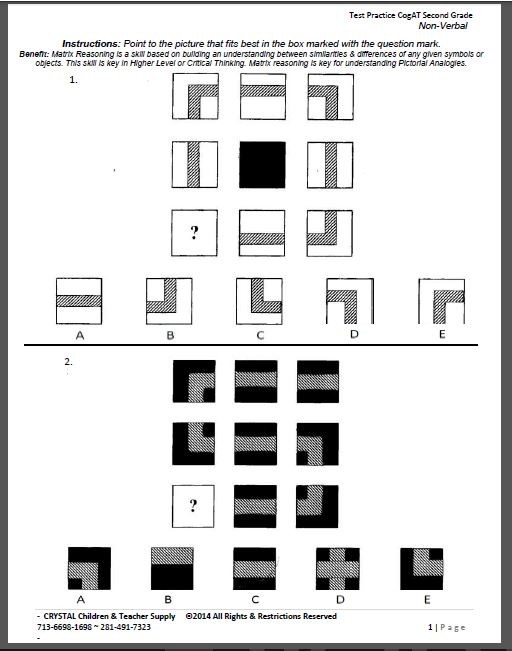 Test Practice CogAT Second Grade
Non-Verbal
Instructions: Point to the picture that fits best in the box marked with the question mark.
Benefit: Matrix Reasoning is a skill based on building an understanding between similarities & differences of any given symbols or
objects. This skill is key in Higher Level or Critical Thinking. Matrix reasoning is key for understanding Pictorial Analogies.
1.
?
A B C D E
2.
?
A B C D E
- CRYSTAL Children & Teacher Supply ©2014 All Rights & Restrictions Reserved
713-6698-1698 ~ 281-491-7323
1 | Page
-